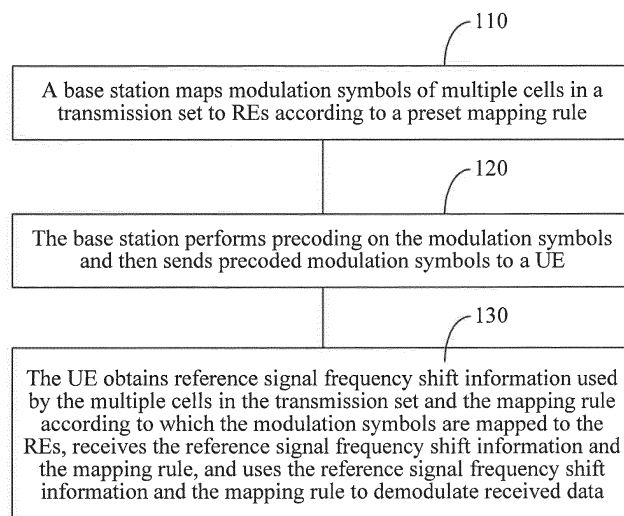 110
A base station maps modulation symbols of multiple cells in a
transmission set to REs according to a preset mapping rule
120
The base station performs precoding on the modulation symbols
and then sends precoded modulation symbols to a UE
130
The UE obtains reference signal frequency shift information used
by the multiple cells in the transmission set and the mapping rule
according to which the modulation symbols are mapped to the
REs, receives the reference signal frequency shift information and
the mapping rule, and uses the reference signal frequency shift
information and the mapping rule to demodulate received data